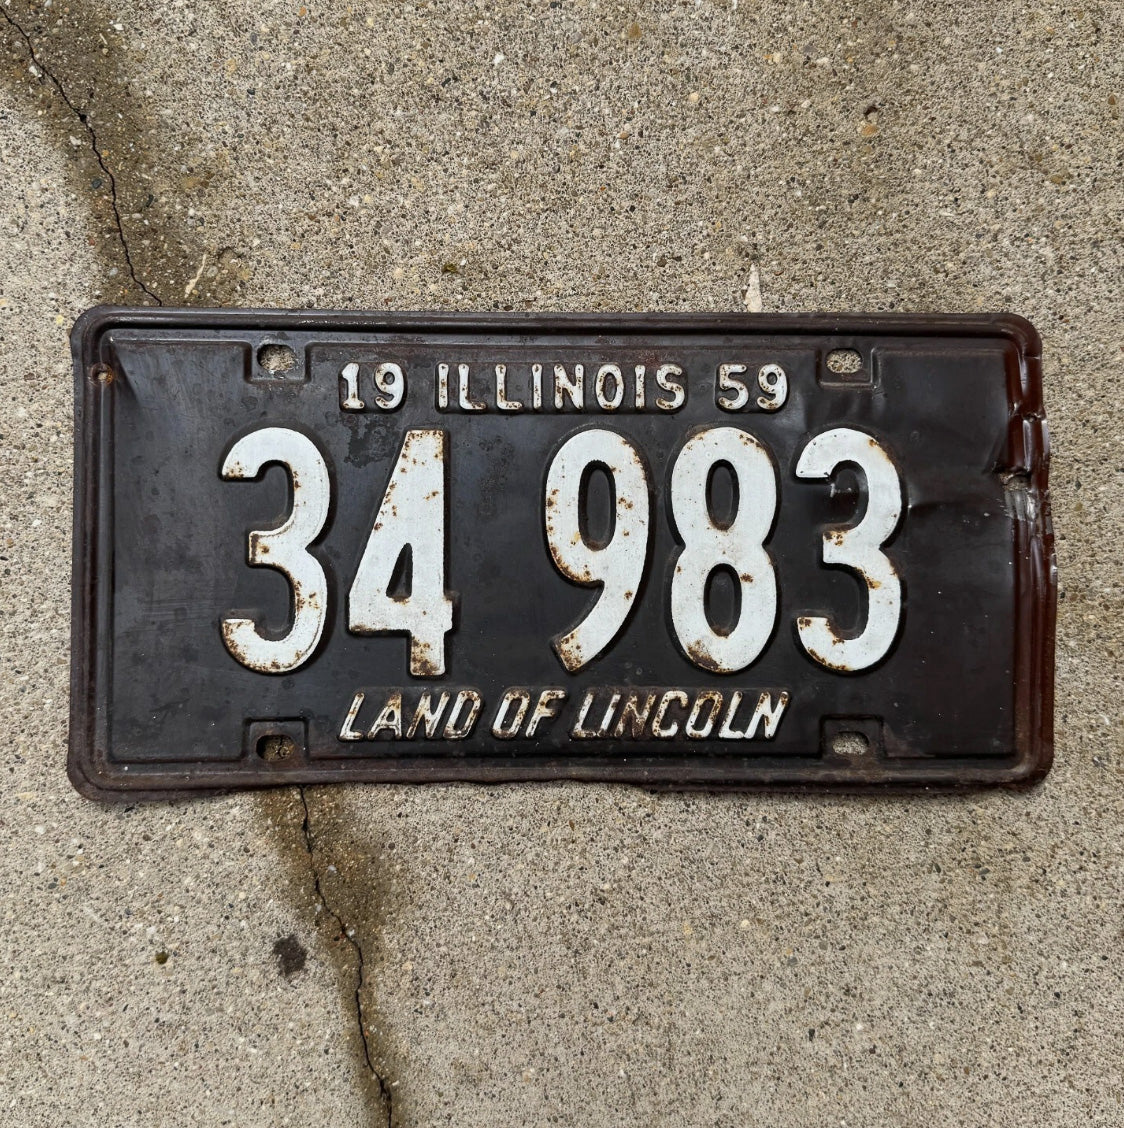 19 ILLINOIS 59
34 983
LAND OF LINCOLN